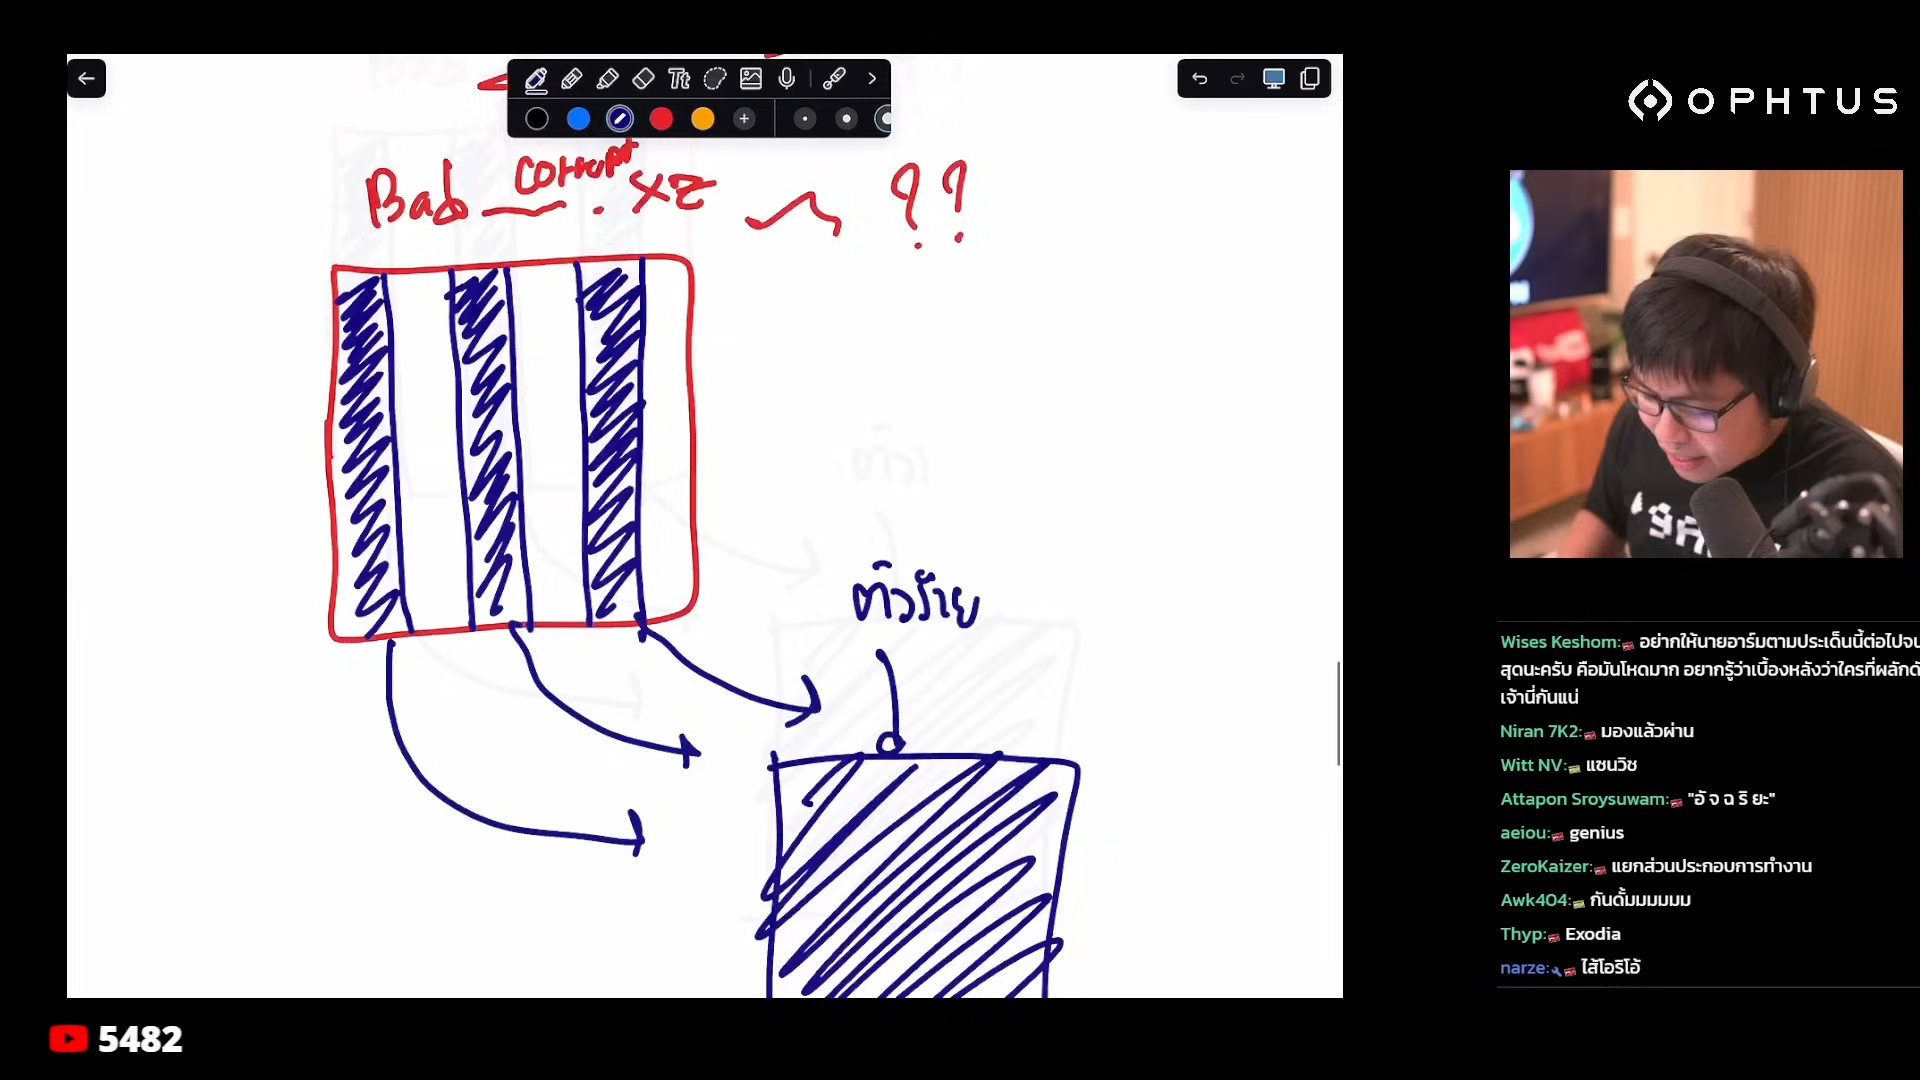 OPHTUS
Bad corrupt .xz ??
ตัวร้าย
Wises Keshom: อย่ากให้นายอาร์มตามประเด็นนี้ต่อไปจน
สุดนะครับ คือมันโหดมาก อยากรู้ว่าเบื้องหลังว่าใครที่ผลักดั
เจ้านี่กันแน่
Niran 7K2: มองแล้วผ่าน
Witt NV: แซนวิช
Attapon Sroysuwam: "อั จ ฉ ริ ยะ"
aeiou: genius
ZeroKaizer: แยกส่วนประกอบการทำงาน
Awk404: กันดั้มมมมมม
Thyp: Exodia
narze: ไส้โอริโอ้
5482